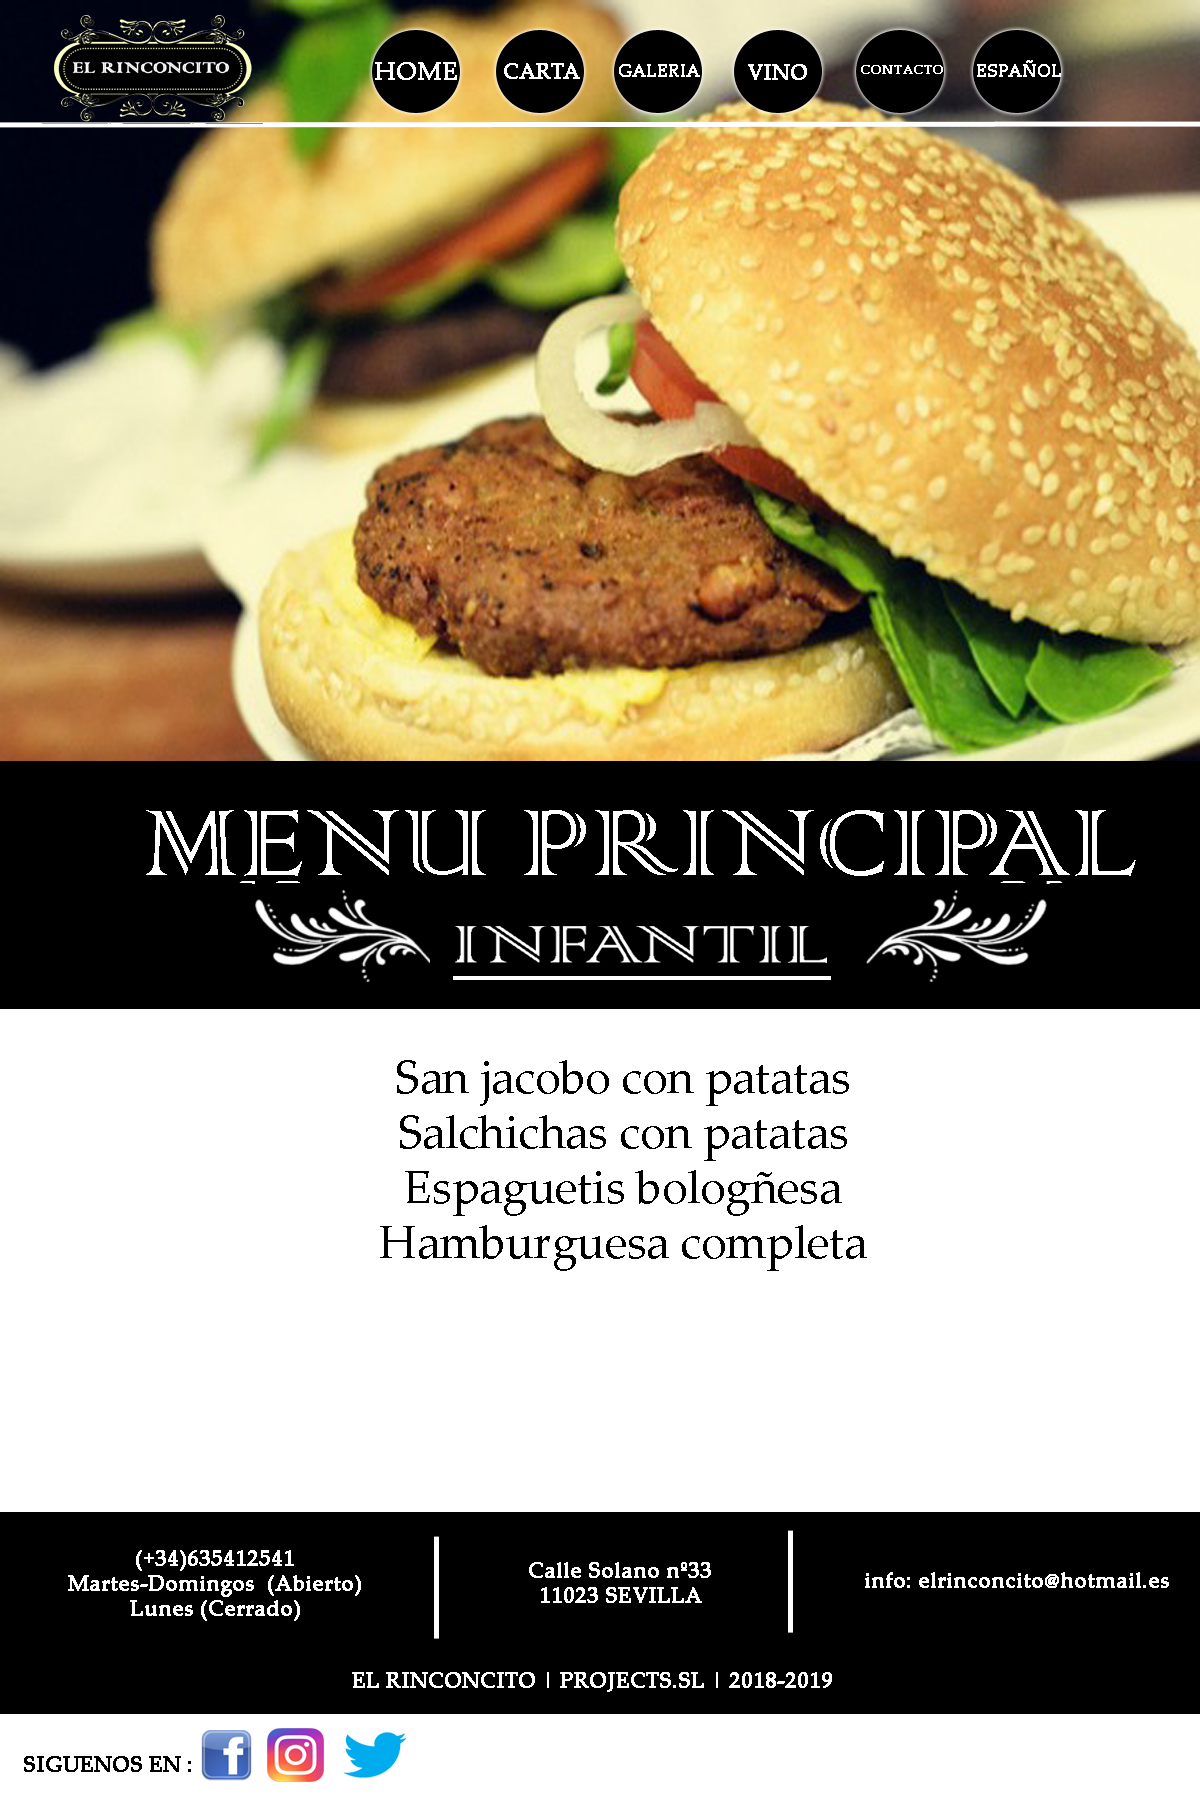 EL RINCONCITO
HOME CARTA GALERIA VINO CONTACTO ESPAÑOL
MENU PRINCIPAL
INFANTIL
San jacobo con patatas
Salchichas con patatas
Espaguetis bologñesa
Hamburguesa completa
(+34)635412541
Martes-Domingos (Abierto)
Lunes (Cerrado)
Calle Solano nº33
11023 SEVILLA
info: elrinconcito@hotmail.es
EL RINCONCITO | PROJECTS.SL | 2018-2019
SIGUENOS EN :